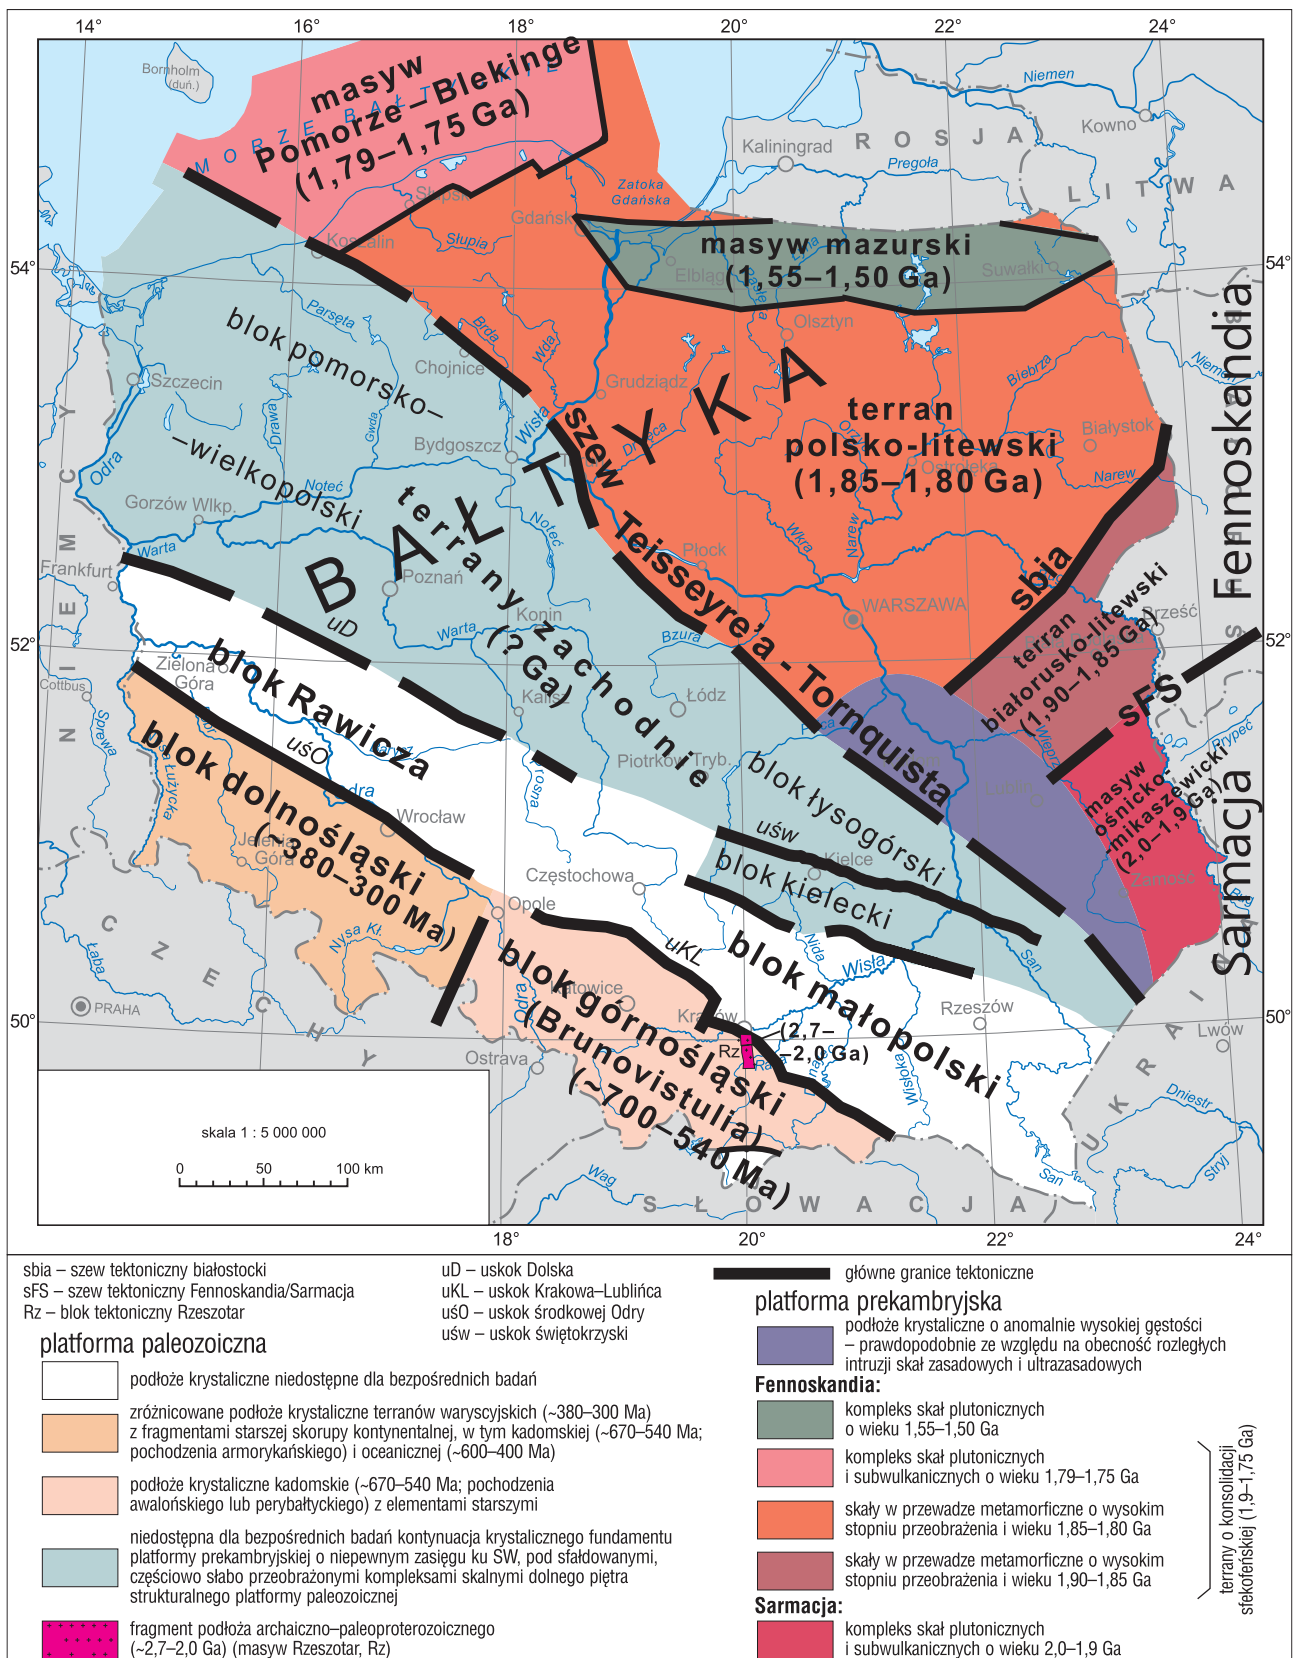 14°
16°
18°
20°
22°
24°
Bornholm
(duń.)
MORZE BAŁTYCKIE
masyw
Pomorze–Blekinge
(1,79–1,75 Ga)
Niemen
Kowno
Kaliningrad
ROSJA
Pregoła
LITWA
Zatoka
Gdańska
Słupsk
Gdańsk
Koszalin
Słupia
masyw mazurski
(1,55–1,50 Ga)
Elbląg
Łyna
Pasłęka
Suwałki
54°
54°
Parsęta
Brda
Wda
Olsztyn
blok pomorsko–
–wielkopolski
Chojnice
Szczecin
Grudziądz
Biebrza
Niemen
Drawa
Gwda
Wisła
Drwęca
Orzyc
BAŁTYKA
terran
polsko-litewski
(1,85–1,80 Ga)
Białystok
Ostrołęka
Narew
Bydgoszcz
Odra
NIEMCY
Noteć
Gorzów Wlkp.
Noteć
Wkra
Narew
szew Teisseyre’a - Tornquista
terrany zachodnie
(? Ga)
Warta
Frankfurt
Poznań
Płock
sbia
Fennoskandia
WARSZAWA
Konin
Brześć
uD
Warta
Bzura
terran
białorusko-litewski
(1,90–1,85 Ga)
52°
52°
Zielona
Góra
Cottbus
Sprewa
blok Rawicza
Kalisz
Łódz
sFS
Wieprz
Prypeć
uśO
Barycz
Prosna
Piotrków Tryb.
Pilica
Lublin
masyw
ośnicko-
-mikaszewicki
(2,0–1,9 Ga)
Sarmacja
Nysa Łużycka
blok dolnośląski
(~380–300 Ma)
Odra
Wrocław
Jelenia
Góra
blok łysogórski
uśw
Kielce
blok kielecki
Zamość
Bug
Częstochowa
Opole
Nysa Kł.
CZECHY
Łaba
PRAHA
uKL
Nida
Wisła
San
blok małopolski
Rzeszów
Katowice
Odra
blok górnośląski
(Brunovistulia)
(~700–540 Ma)
Kraków
Rz
(2,7–
–2,0 Ga)
Raba
Dunajec
Wisłoka
Lwów
50°
50°
Ostrava
UKRAINA
Dniestr
Stryj
San
Wag
SŁOWACJA
skala 1 : 5 000 000
0 50 100 km
18°
20°
22°
24°
sbia – szew tektoniczny białostocki
sFS – szew tektoniczny Fennoskandia/Sarmacja
Rz – blok tektoniczny Rzeszotar
uD – uskok Dolska
uKL – uskok Krakowa–Lublińca
uśO – uskok środkowej Odry
uśw – uskok świętokrzyski
główne granice tektoniczne
platforma paleozoiczna
podłoże krystaliczne niedostępne dla bezpośrednich badań
zróżnicowane podłoże krystaliczne terranów waryscyjskich (~380–300 Ma)
z fragmentami starszej skorupy kontynentalnej, w tym kadomskiej (~670–540 Ma;
pochodzenia armorykańskiego) i oceanicznej (~600–400 Ma)
podłoże krystaliczne kadomskie (~670–540 Ma; pochodzenia
awalońskiego lub perybałtyckiego) z elementami starszymi
niedostępna dla bezpośrednich badań kontynuacja krystalicznego fundamentu
platformy prekambryjskiej o niepewnym zasięgu ku SW, pod sfałdowanymi,
częściowo słabo przeobrażonymi kompleksami skalnymi dolnego piętra
strukturalnego platformy paleozoicznej
fragment podłoża archaiczno–paleoproterozoicznego
(~2,7–2,0 Ga) (masyw Rzeszotar, Rz)
platforma prekambryjska
podłoże krystaliczne o anomalnie wysokiej gęstości
– prawdopodobnie ze względu na obecność rozległych
intruzji skał zasadowych i ultrazasadowych
Fennoskandia:
kompleks skał plutonicznych
o wieku 1,55–1,50 Ga
kompleks skał plutonicznych
i subwulkanicznych o wieku 1,79–1,75 Ga
skały w przewadze metamorficzne o wysokim
stopniu przeobrażenia i wieku 1,85–1,80 Ga
skały w przewadze metamorficzne o wysokim
stopniu przeobrażenia i wieku 1,90–1,85 Ga
terrany o konsolidacji
sfekofeńskiej (1,9–1,75 Ga)
Sarmacja:
kompleks skał plutonicznych
i subwulkanicznych o wieku 2,0–1,9 Ga